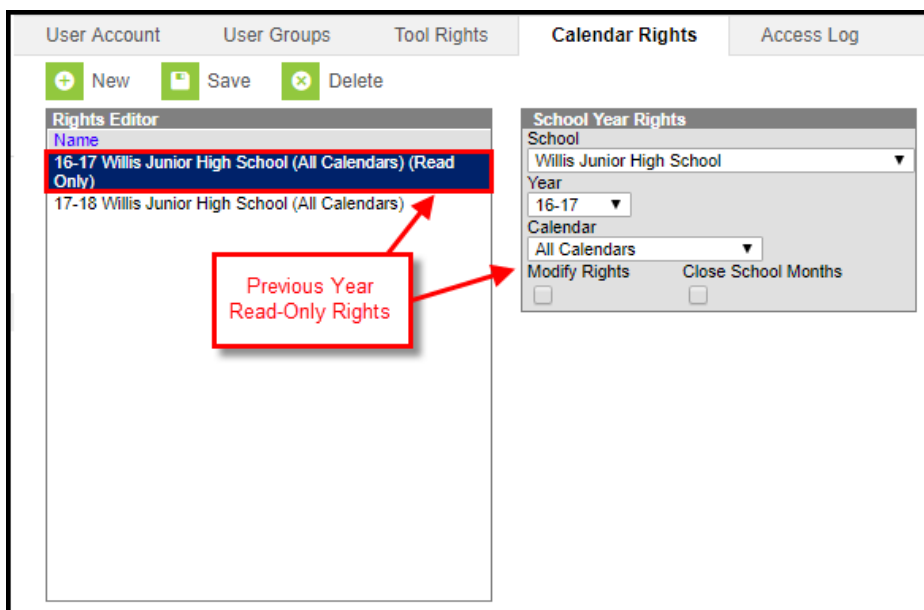 User Account User Groups Tool Rights Calendar Rights Access Log
New Save Delete
Rights Editor
Name
16-17 Willis Junior High School (All Calendars) (Read
Only)
17-18 Willis Junior High School (All Calendars)
Previous Year
Read-Only Rights
School Year Rights
School
Willis Junior High School
Year
16-17
Calendar
All Calendars
Modify Rights Close School Months